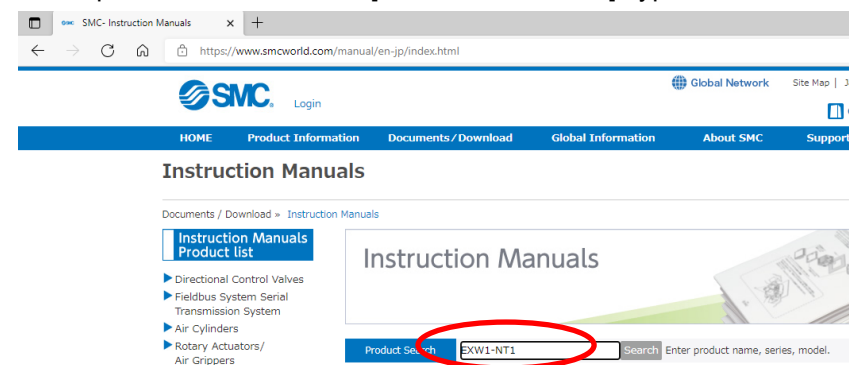 SMC- Instruction Manuals
https://www.smcworld.com/manual/en-jp/index.html
SMC
Login
Global Network
Site Map | J
HOME Product Information Documents / Download Global Information About SMC Support
Instruction Manuals
Documents / Download » Instruction Manuals
Instruction Manuals
Product list
Directional Control Valves
Fieldbus System Serial
Transmission System
Air Cylinders
Rotary Actuators/
Air Grippers
Instruction Manuals
Product Search EXW1-NT1 Search Enter product name, series, model.